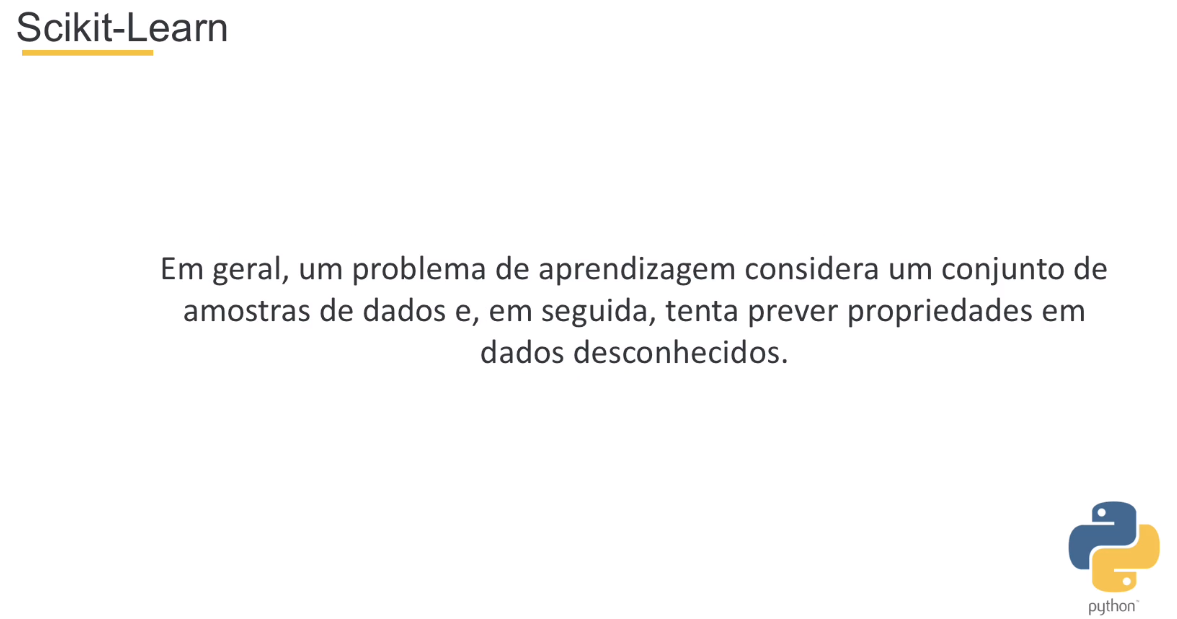 Scikit-Learn
Em geral, um problema de aprendizagem considera um conjunto de
amostras de dados e, em seguida, tenta prever propriedades em
dados desconhecidos.
python™